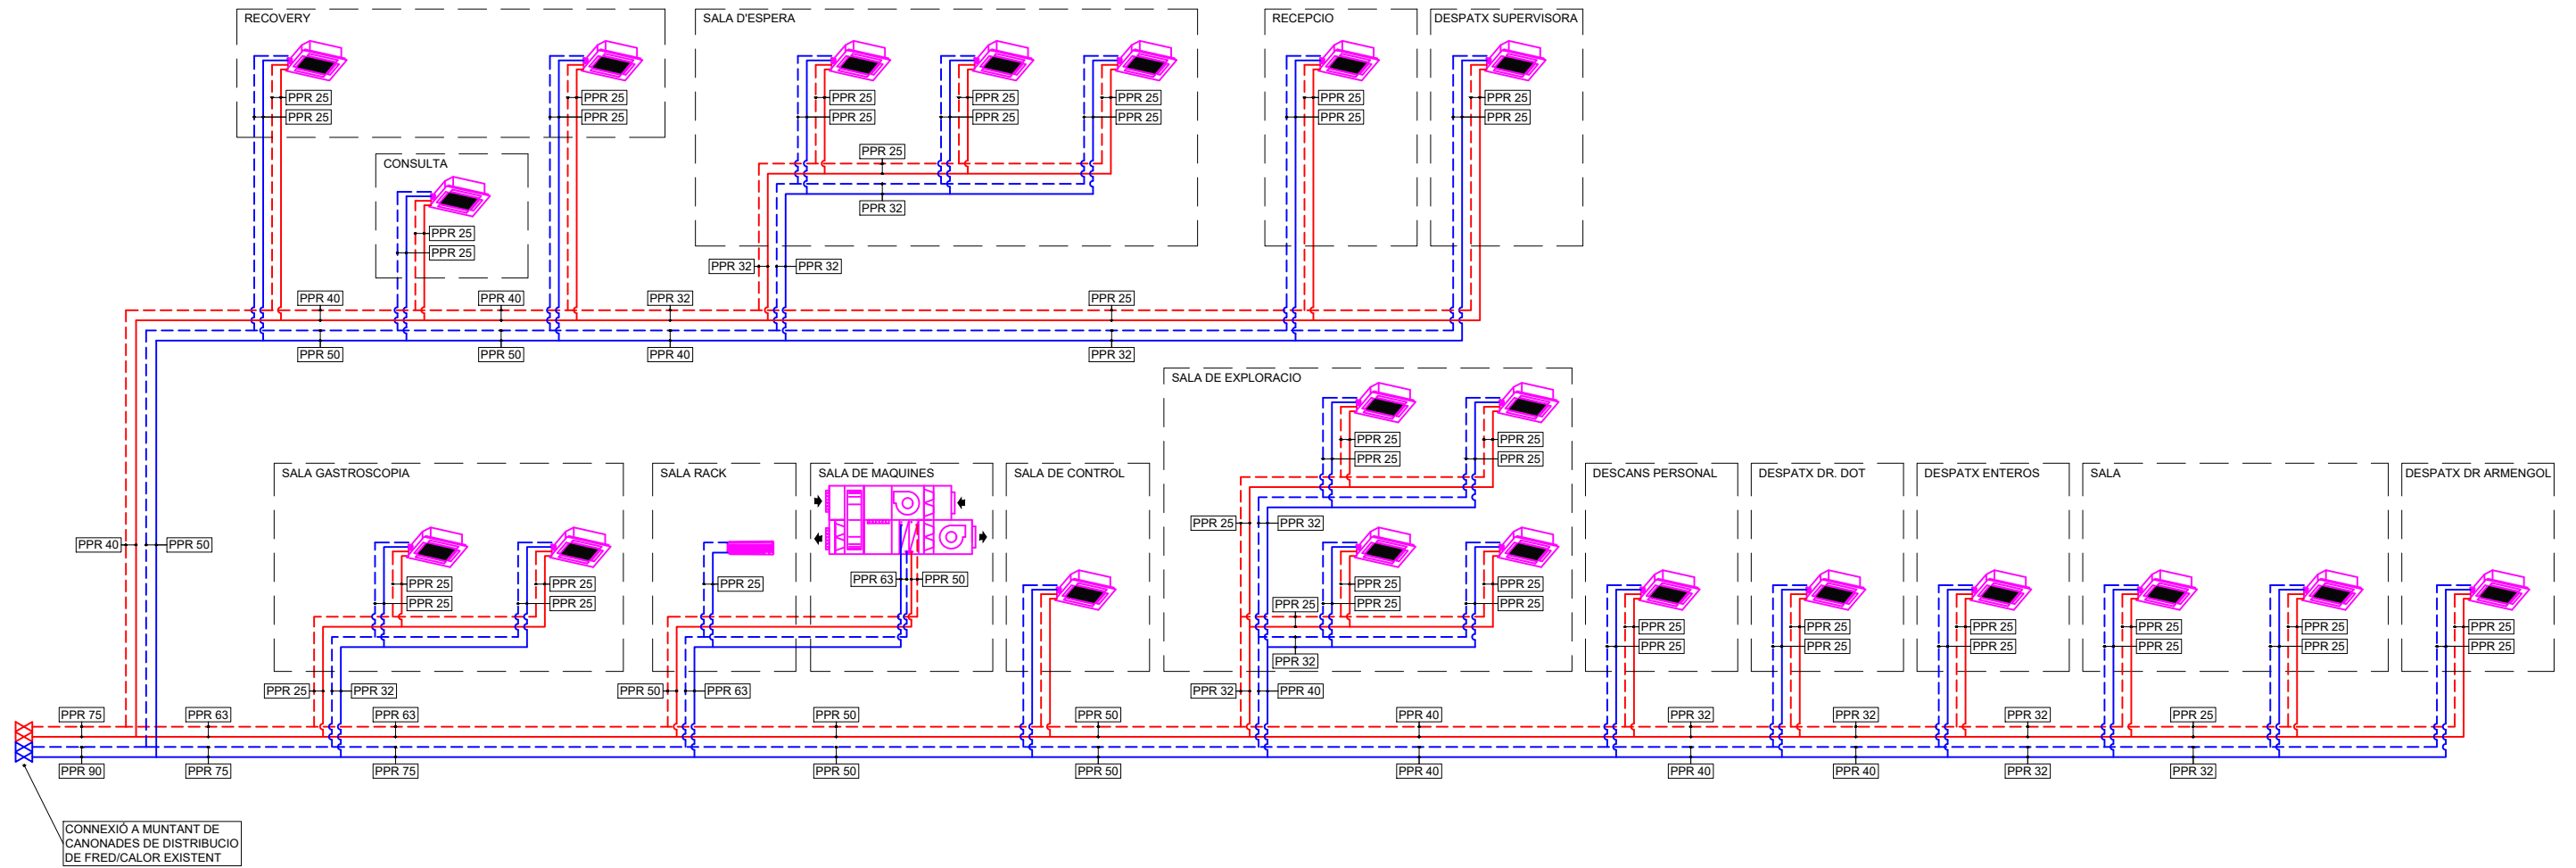 RECOVERY
SALA D'ESPERA
RECEPCIO
DESPATX SUPERVISORA
PPR 25
PPR 25
PPR 25
PPR 25
PPR 25
PPR 25
PPR 25
PPR 25
PPR 25
PPR 25
PPR 25
PPR 25
PPR 25
PPR 25
CONSULTA
PPR 25
PPR 32
PPR 25
PPR 25
PPR 32
PPR 32
PPR 40
PPR 40
PPR 32
PPR 25
PPR 50
PPR 50
PPR 40
PPR 32
SALA DE EXPLORACIO
PPR 25
PPR 25
PPR 25
PPR 25
SALA GASTROSCOPIA
SALA RACK
SALA DE MAQUINES
SALA DE CONTROL
DESCANS PERSONAL
DESPATX DR. DOT
DESPATX ENTEROS
SALA
DESPATX DR ARMENGOL
PPR 25
PPR 32
PPR 40
PPR 50
PPR 25
PPR 25
PPR 25
PPR 63
PPR 50
PPR 25
PPR 25
PPR 25
PPR 25
PPR 25
PPR 25
PPR 25
PPR 32
PPR 25
PPR 25
PPR 25
PPR 25
PPR 25
PPR 25
PPR 25
PPR 25
PPR 25
PPR 25
PPR 25
PPR 25
PPR 25
PPR 32
PPR 50
PPR 63
PPR 32
PPR 40
PPR 75
PPR 63
PPR 63
PPR 50
PPR 50
PPR 40
PPR 32
PPR 32
PPR 32
PPR 25
PPR 90
PPR 75
PPR 75
PPR 50
PPR 50
PPR 40
PPR 40
PPR 40
PPR 32
PPR 32
CONNEXIÓ A MUNTANT DE
CANONADES DE DISTRIBUCIO
DE FRED/CALOR EXISTENT